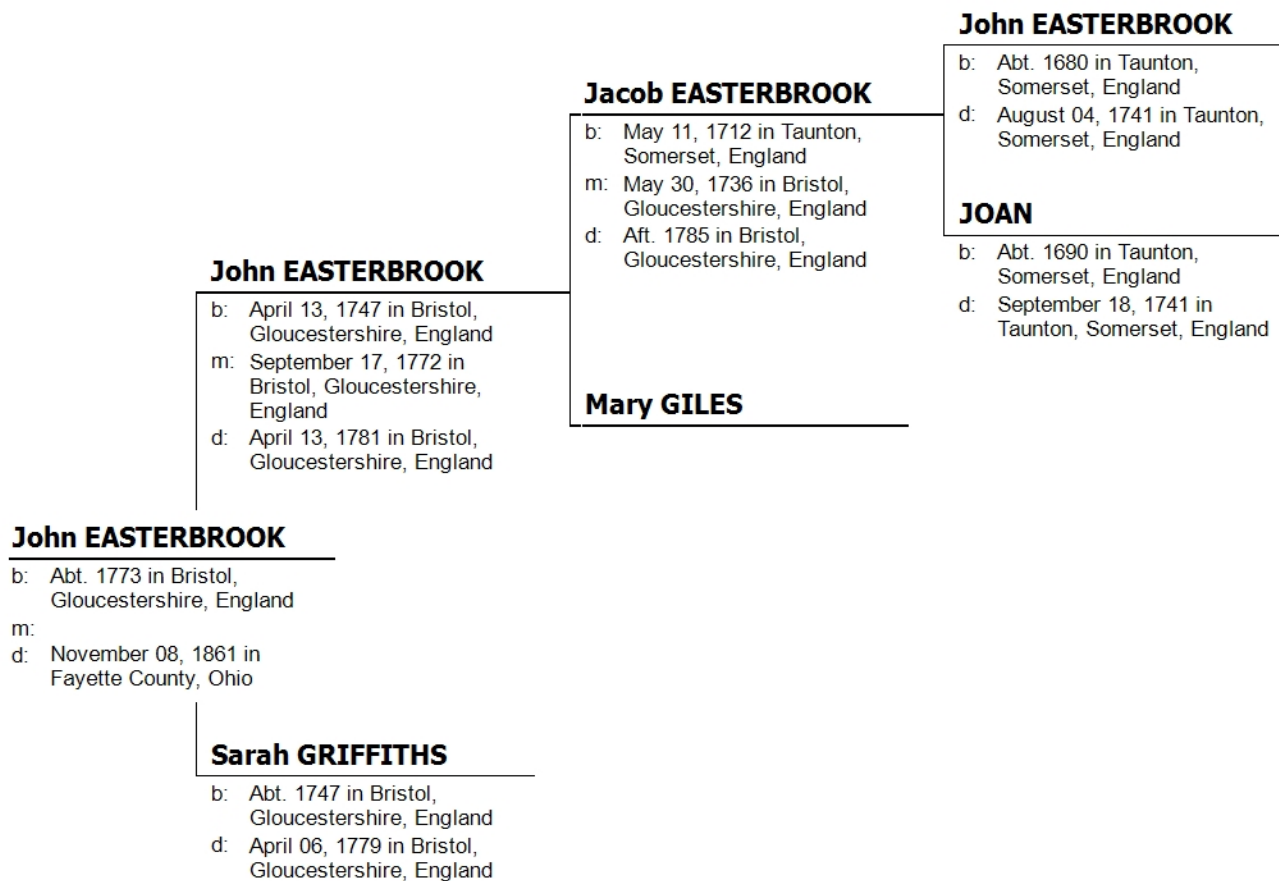 John EASTERBROOK
b: Abt. 1680 in Taunton,
Somerset, England
d: August 04, 1741 in Taunton,
Somerset, England
Jacob EASTERBROOK
b: May 11, 1712 in Taunton,
Somerset, England
m: May 30, 1736 in Bristol,
Gloucestershire, England
d: Aft. 1785 in Bristol,
Gloucestershire, England
JOAN
b: Abt. 1690 in Taunton,
Somerset, England
d: September 18, 1741 in
Taunton, Somerset, England
John EASTERBROOK
b: April 13, 1747 in Bristol,
Gloucestershire, England
m: September 17, 1772 in
Bristol, Gloucestershire,
England
d: April 13, 1781 in Bristol,
Gloucestershire, England
Mary GILES
John EASTERBROOK
b: Abt. 1773 in Bristol,
Gloucestershire, England
m:
d: November 08, 1861 in
Fayette County, Ohio
Sarah GRIFFITHS
b: Abt. 1747 in Bristol,
Gloucestershire, England
d: April 06, 1779 in Bristol,
Gloucestershire, England